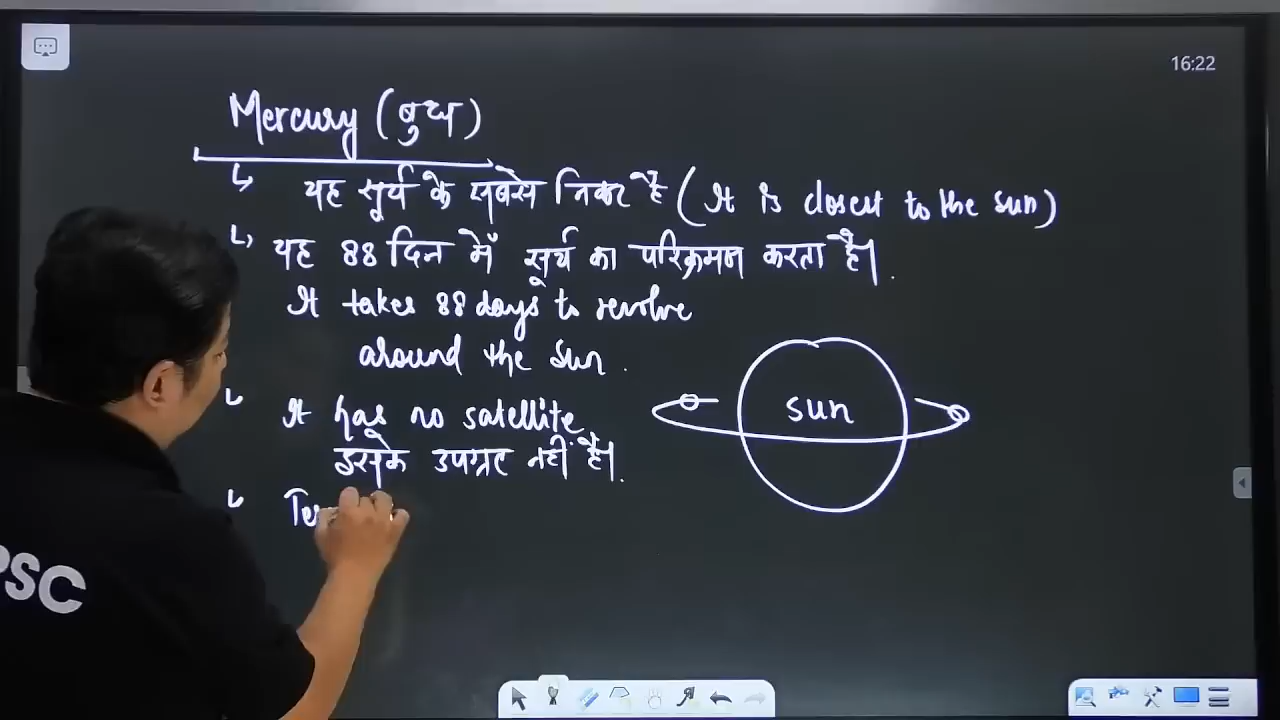 16:22
Mercury (बुध)
↳ यह सूर्य के सबसे निकट है (It is closest to the sun)
↳ यह 88 दिन में सूर्य का परिक्रमण करता है।
It takes 88 days to revolve
around the sun.
↳ It has no satellite
sun
इसके उपग्रह नहीं है।
↳ Te
PSC